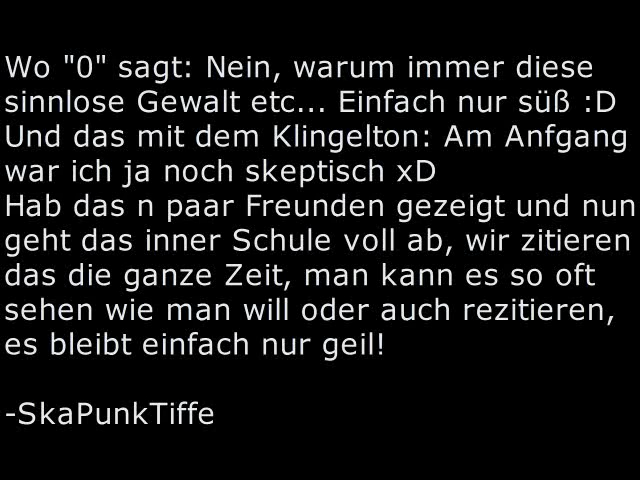 Wo "0" sagt: Nein, warum immer diese
sinnlose Gewalt etc... Einfach nur süß :D
Und das mit dem Klingelton: Am Anfgang
war ich ja noch skeptisch xD
Hab das n paar Freunden gezeigt und nun
geht das inner Schule voll ab, wir zitieren
das die ganze Zeit, man kann es so oft
sehen wie man will oder auch rezitieren,
es bleibt einfach nur geil!
-SkaPunkTiffe